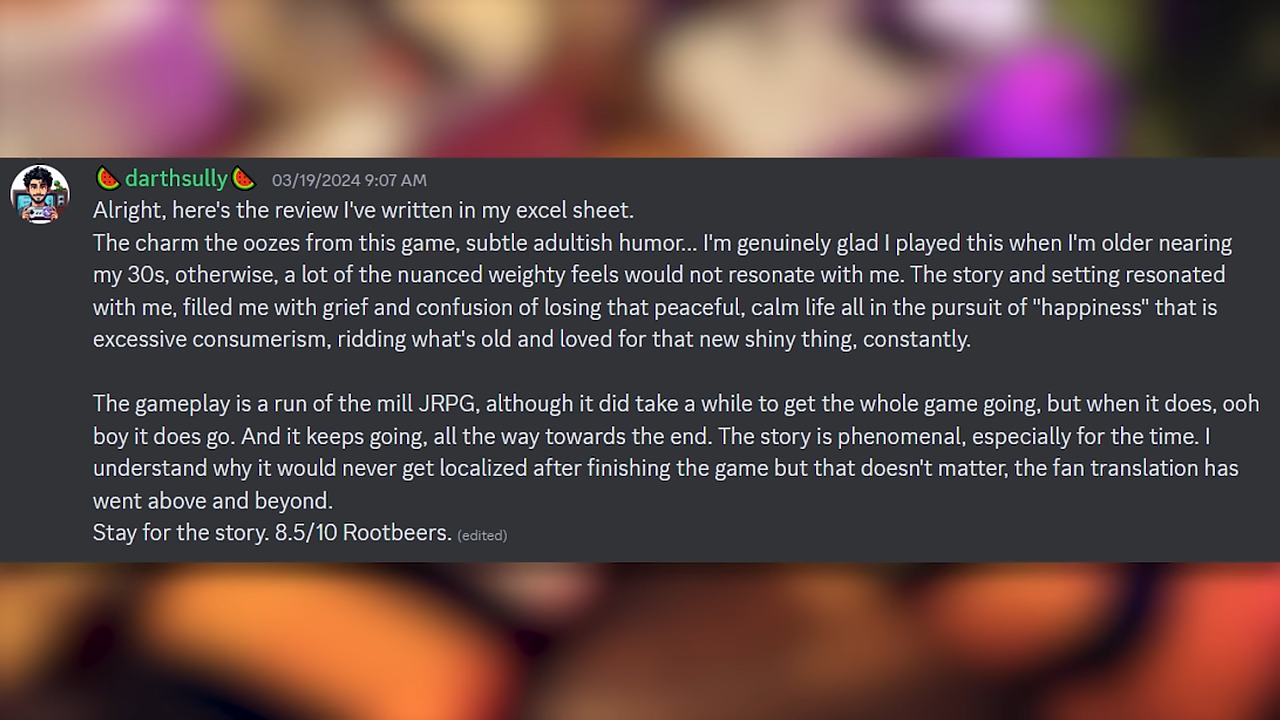 🍉darthsully🍉 03/19/2024 9:07 AM
Alright, here's the review I've written in my excel sheet.
The charm the oozes from this game, subtle adultish humor... I'm genuinely glad I played this when I'm older nearing
my 30s, otherwise, a lot of the nuanced weighty feels would not resonate with me. The story and setting resonated
with me, filled me with grief and confusion of losing that peaceful, calm life all in the pursuit of "happiness" that is
excessive consumerism, ridding what's old and loved for that new shiny thing, constantly.
The gameplay is a run of the mill JRPG, although it did take a while to get the whole game going, but when it does, ooh
boy it does go. And it keeps going, all the way towards the end. The story is phenomenal, especially for the time. I
understand why it would never get localized after finishing the game but that doesn't matter, the fan translation has
went above and beyond.
Stay for the story. 8.5/10 Rootbeers. (edited)